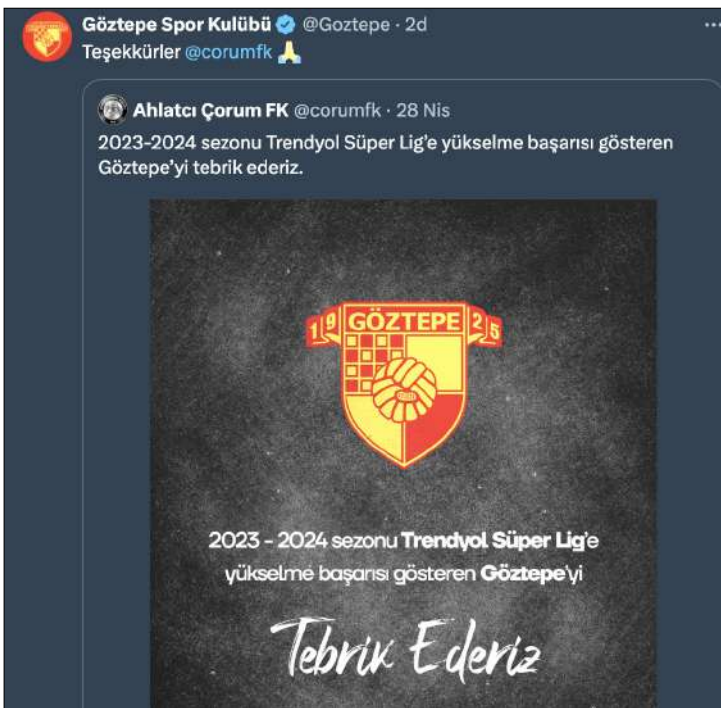 Göztepe Spor Kulübü @Goztepe · 2d
Teşekkürler @corumfk 🙏
Ahlatcı Çorum FK @corumfk · 28 Nis
2023-2024 sezonu Trendyol Süper Lig'e yükselme başarısı gösteren
Göztepe'yi tebrik ederiz.
19 GÖZTEPE 25
2023 - 2024 sezonu Trendyol Süper Lig'e
yükselme başarısı gösteren Göztepe'yi
Tebrik Ederiz